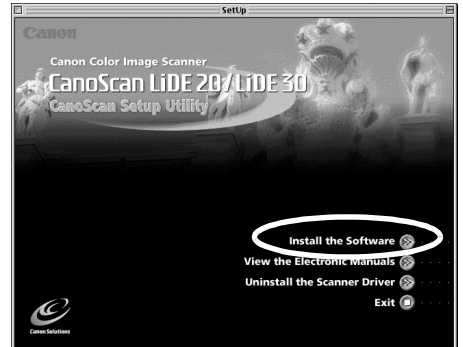 SetUp
Canon
Canon Color Image Scanner
CanoScan LiDE 20/LiDE 30
CanoScan Setup Utility
Install the Software
View the Electronic Manuals
Uninstall the Scanner Driver
Exit
Canon Solutions